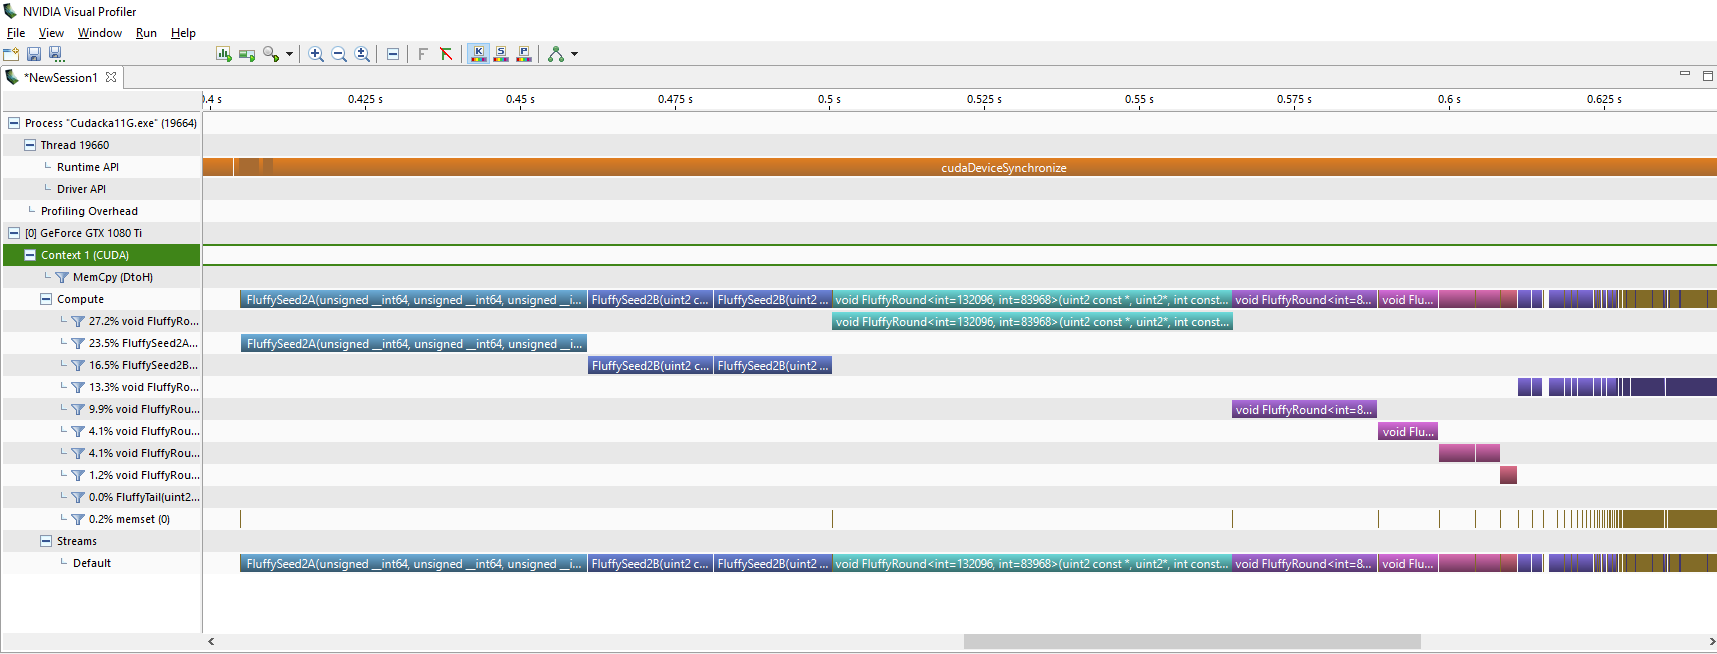 NVIDIA Visual Profiler
File View Window Run Help
*NewSession1
0.4 s 0.425 s 0.45 s 0.475 s 0.5 s 0.525 s 0.55 s 0.575 s 0.6 s 0.625 s
Process "Cudacka11G.exe" (19664)
Thread 19660
Runtime API cudaDeviceSynchronize
Driver API
Profiling Overhead
[0] GeForce GTX 1080 Ti
Context 1 (CUDA)
MemCpy (DtoH)
Compute FluffySeed2A(unsigned __int64, unsigned __int64, unsigned __i... FluffySeed2B(uint2 c... FluffySeed2B(uint2 ... void FluffyRound<int=132096, int=83968>(uint2 const *, uint2*, int const... void FluffyRound<int=8... void Flu...
27.2% void FluffyRo... void FluffyRound<int=132096, int=83968>(uint2 const *, uint2*, int const...
23.5% FluffySeed2A... FluffySeed2A(unsigned __int64, unsigned __int64, unsigned __i...
16.5% FluffySeed2B... FluffySeed2B(uint2 c... FluffySeed2B(uint2 ...
13.3% void FluffyRo...
9.9% void FluffyRou... void FluffyRound<int=8...
4.1% void FluffyRou... void Flu...
4.1% void FluffyRou...
1.2% void FluffyRou...
0.0% FluffyTail(uint2...
0.2% memset (0)
Streams
Default FluffySeed2A(unsigned __int64, unsigned __int64, unsigned __i... FluffySeed2B(uint2 c... FluffySeed2B(uint2 ... void FluffyRound<int=132096, int=83968>(uint2 const *, uint2*, int const... void FluffyRound<int=8... void Flu...